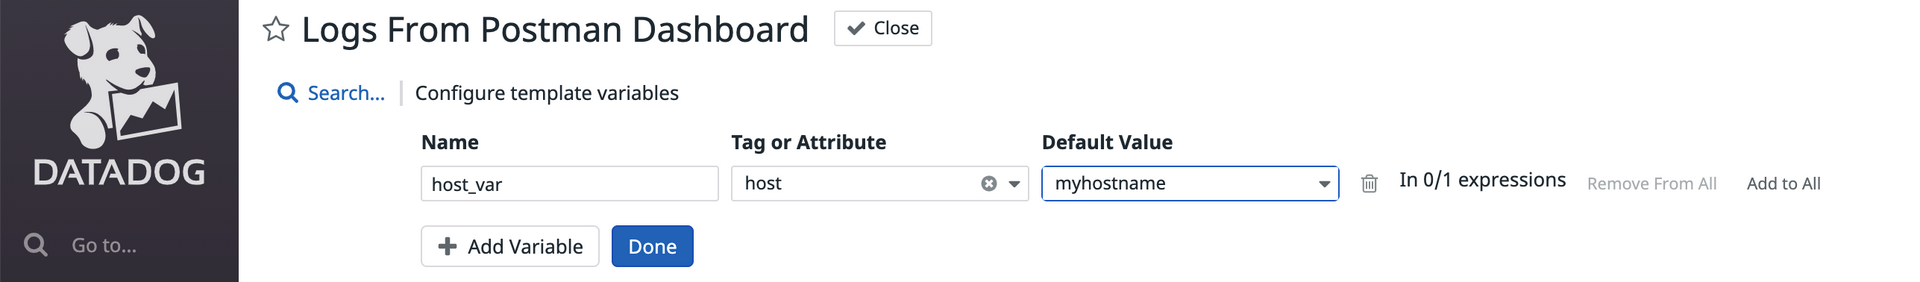 Logs From Postman Dashboard
Close
Search...
Configure template variables
Name
Tag or Attribute
Default Value
host_var
host
myhostname
In 0/1 expressions
Remove From All
Add to All
Add Variable
Done
DATADOG
Go to...